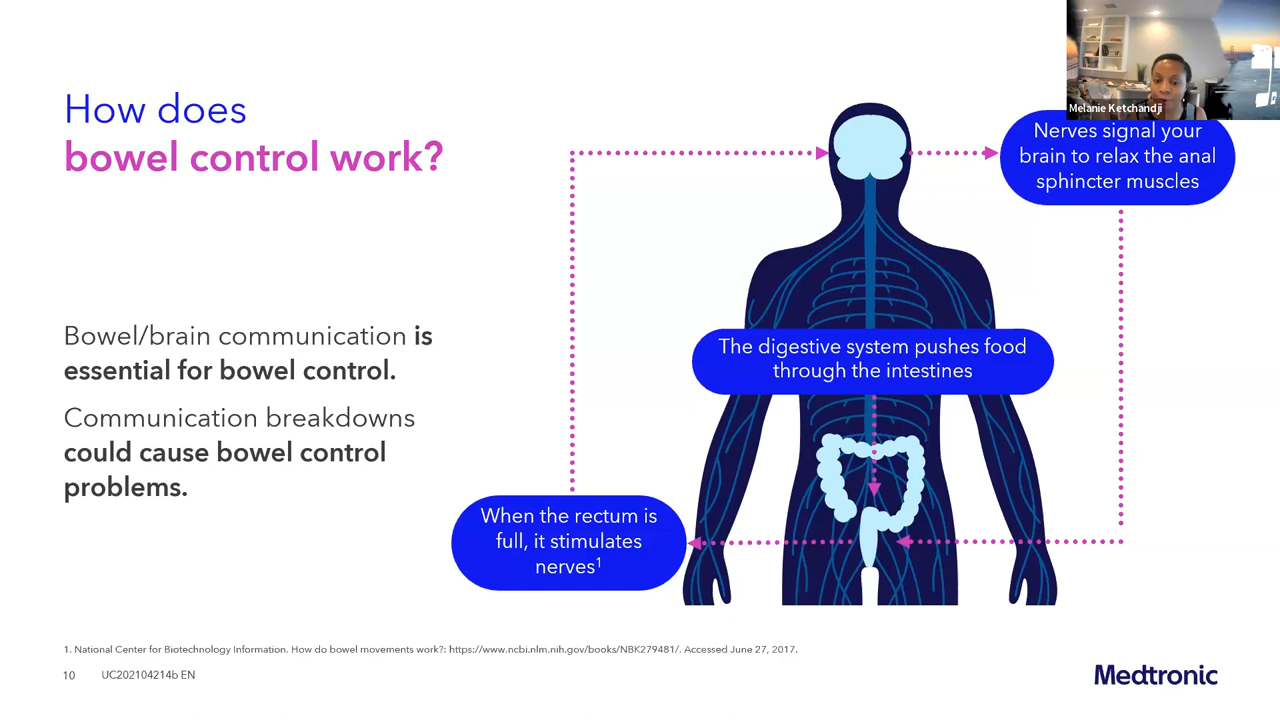 How does
bowel control work?
Melanie Ketchandji
Nerves signal your
brain to relax the anal
sphincter muscles
Bowel/brain communication is
essential for bowel control.
Communication breakdowns
could cause bowel control
problems.
The digestive system pushes food
through the intestines
When the rectum is
full, it stimulates
nerves¹
1. National Center for Biotechnology Information. How do bowel movements work?: https://www.ncbi.nlm.nih.gov/books/NBK279481/. Accessed June 27, 2017.
10 UC202104214b EN
Medtronic